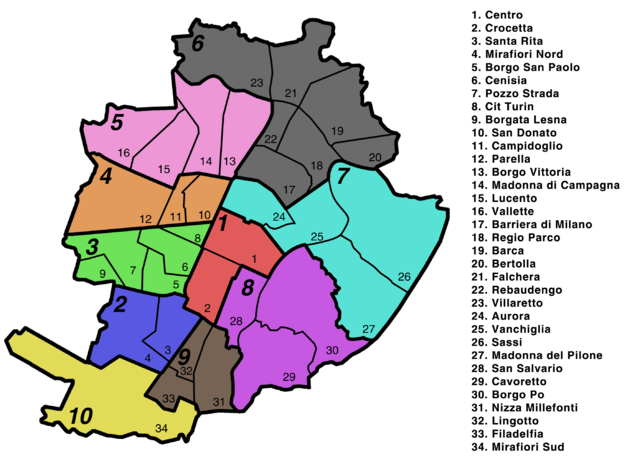 6
23
21
5
22
19
16
14
13
18
20
15
4
17
7
12
11
10
24
1
3
8
25
9
7
6
1
26
5
8
2
2
28
3
9
30
27
4
32
29
33
31
10
34
1. Centro
2. Crocetta
3. Santa Rita
4. Mirafiori Nord
5. Borgo San Paolo
6. Cenisia
7. Pozzo Strada
8. Cit Turin
9. Borgata Lesna
10. San Donato
11. Campidoglio
12. Parella
13. Borgo Vittoria
14. Madonna di Campagna
15. Lucento
16. Vallette
17. Barriera di Milano
18. Regio Parco
19. Barca
20. Bertolla
21. Falchera
22. Rebaudengo
23. Villaretto
24. Aurora
25. Vanchiglia
26. Sassi
27. Madonna del Pilone
28. San Salvario
29. Cavoretto
30. Borgo Po
31. Nizza Millefonti
32. Lingotto
33. Filadelfia
34. Mirafiori Sud